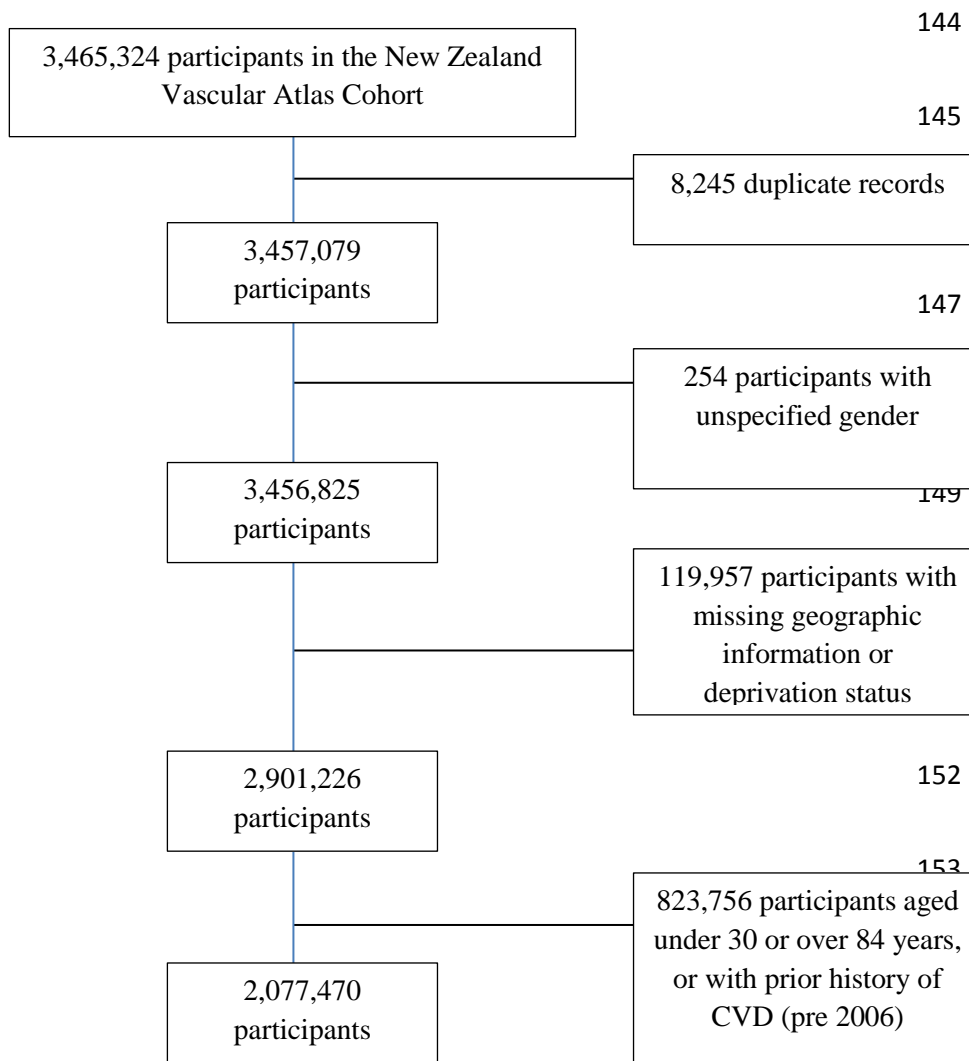 144
3,465,324 participants in the New Zealand
Vascular Atlas Cohort
145
8,245 duplicate records
3,457,079
participants
147
254 participants with
unspecified gender
149
3,456,825
participants
119,957 participants with
missing geographic
information or
deprivation status
2,901,226
participants
152
153
823,756 participants aged
under 30 or over 84 years,
or with prior history of
CVD (pre 2006)
2,077,470
participants